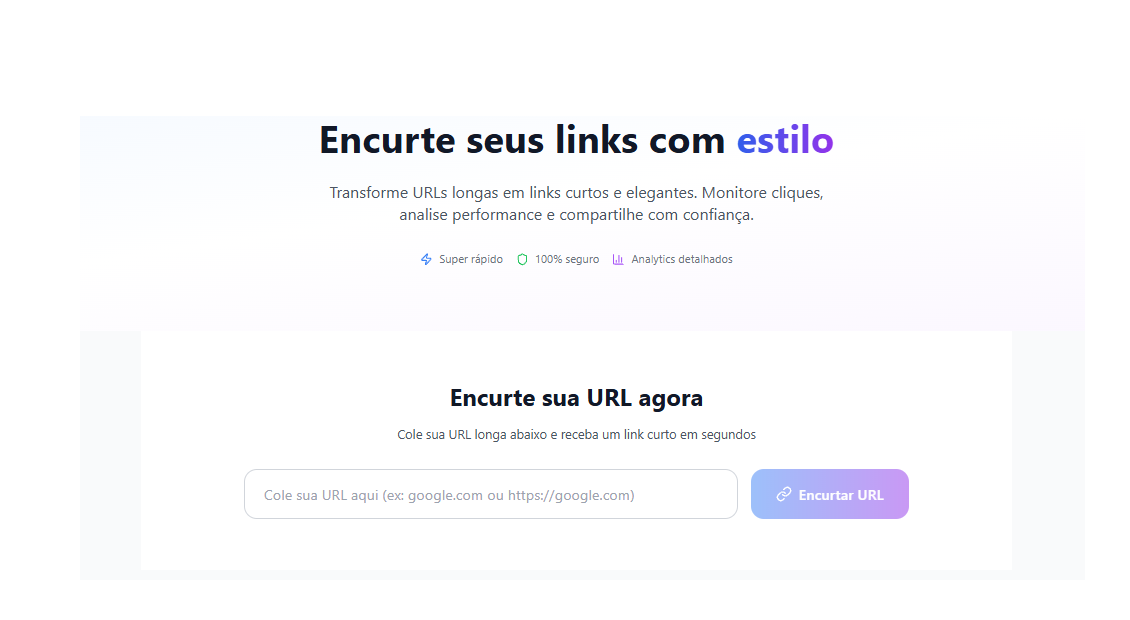 Encurte seus links com estilo
Transforme URLs longas em links curtos e elegantes. Monitore cliques,
analise performance e compartilhe com confiança.
Super rápido 100% seguro Analytics detalhados
Encurte sua URL agora
Cole sua URL longa abaixo e receba um link curto em segundos
Cole sua URL aqui (ex: google.com ou https://google.com) Encurtar URL